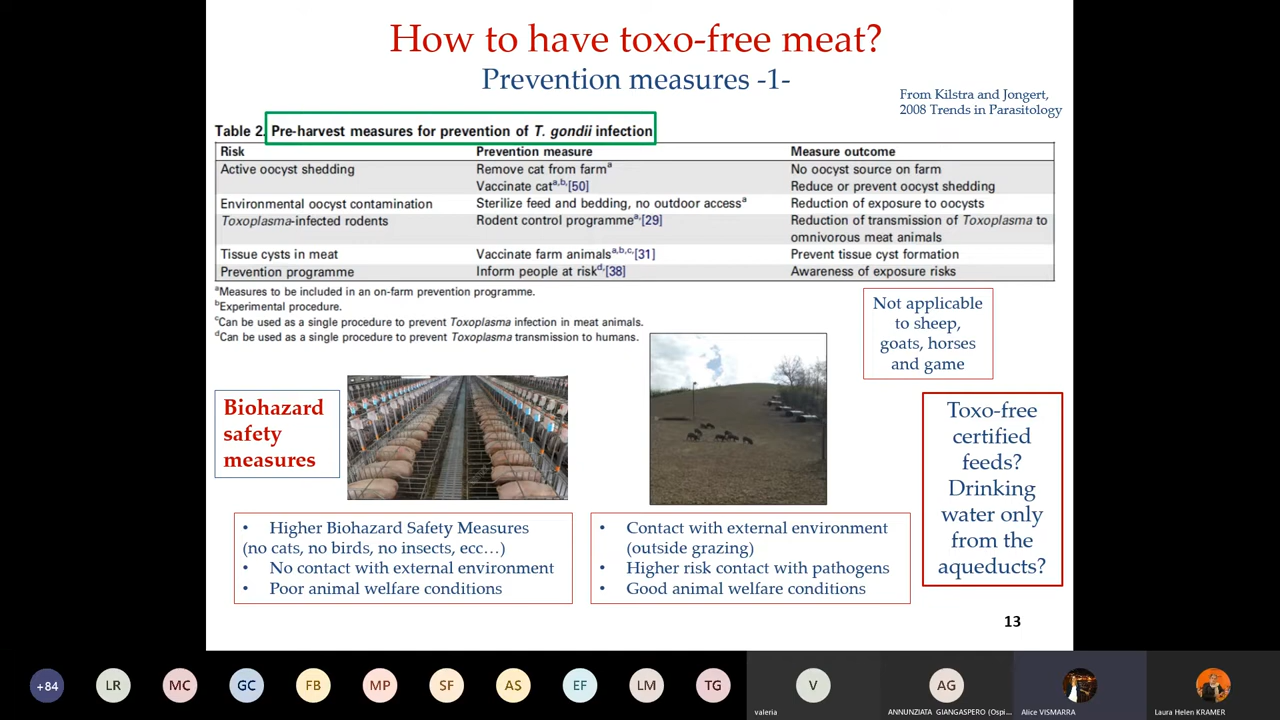 How to have toxo-free meat?
Prevention measures -1-
From Kilstra and Jongert,
2008 Trends in Parasitology
Table 2. Pre-harvest measures for prevention of T. gondii infection
Risk Prevention measure Measure outcome
Active oocyst shedding Remove cat from farmᵃ No oocyst source on farm
Vaccinate catᵃ,ᵇ,[50] Reduce or prevent oocyst shedding
Environmental oocyst contamination Sterilize feed and bedding, no outdoor accessᵃ Reduction of exposure to oocysts
Toxoplasma-infected rodents Rodent control programmeᵃ,[29] Reduction of transmission of Toxoplasma to
omnivorous meat animals
Tissue cysts in meat Vaccinate farm animalsᵃ,ᵇ,ᶜ,[31] Prevent tissue cyst formation
Prevention programme Inform people at riskᵈ,[38] Awareness of exposure risks
ᵃMeasures to be included in an on-farm prevention programme.
ᵇExperimental procedure.
ᶜCan be used as a single procedure to prevent Toxoplasma infection in meat animals.
ᵈCan be used as a single procedure to prevent Toxoplasma transmission to humans.
Not applicable
to sheep,
goats, horses
and game
Biohazard
safety
measures
Toxo-free
certified
feeds?
Drinking
water only
from the
aqueducts?
• Higher Biohazard Safety Measures
(no cats, no birds, no insects, ecc…)
• No contact with external environment
• Poor animal welfare conditions
• Contact with external environment
(outside grazing)
• Higher risk contact with pathogens
• Good animal welfare conditions
13
+84 LR MC GC FB MP SF AS EF LM TG V AG
valeria ANNUNZIATA GIANGASPERO (Ospi... Alice VISMARRA Laura Helen KRAMER